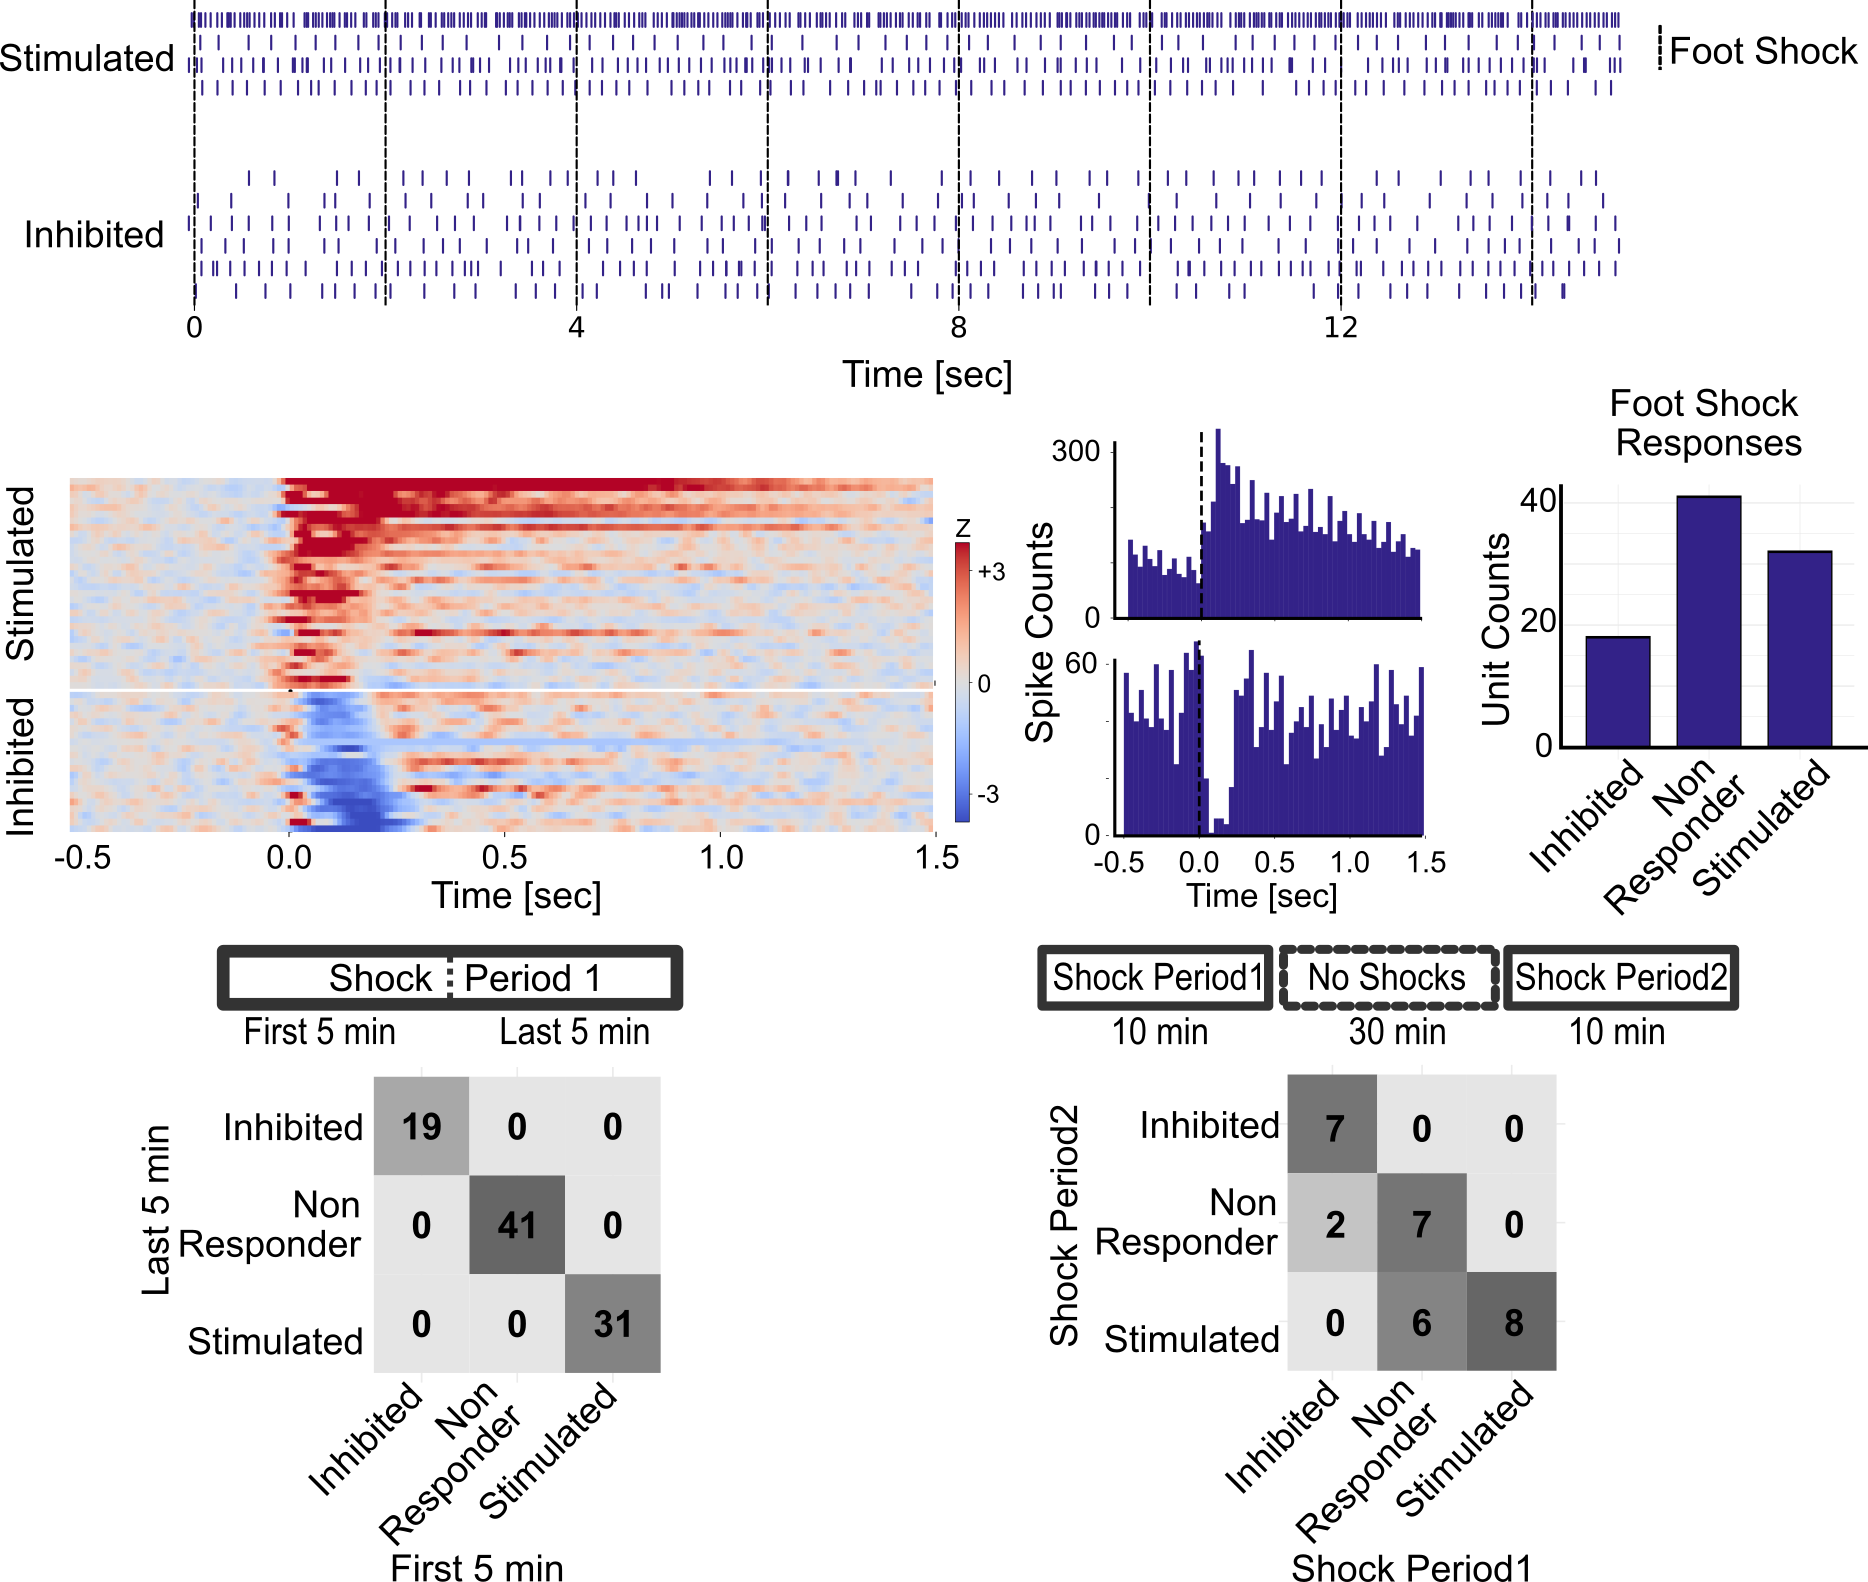 Stimulated
Foot Shock
Inhibited
0 4 8 12
Time [sec]
Stimulated
Inhibited
Z
+3
0
-3
-0.5 0.0 0.5 1.0 1.5
Time [sec]
Spike Counts
300
0
60
0
-0.5 0.0 0.5 1.0 1.5
Time [sec]
Foot Shock
Responses
Unit Counts
40
20
0
Inhibited
Non
Responder
Stimulated
Shock Period 1
First 5 min Last 5 min
Last 5 min
Inhibited 19 0 0
Non
Responder 0 41 0
Stimulated 0 0 31
Inhibited
Non
Responder
Stimulated
First 5 min
Shock Period1 No Shocks Shock Period2
10 min 30 min 10 min
Shock Period2
Inhibited 7 0 0
Non
Responder 2 7 0
Stimulated 0 6 8
Inhibited
Non
Responder
Stimulated
Shock Period1